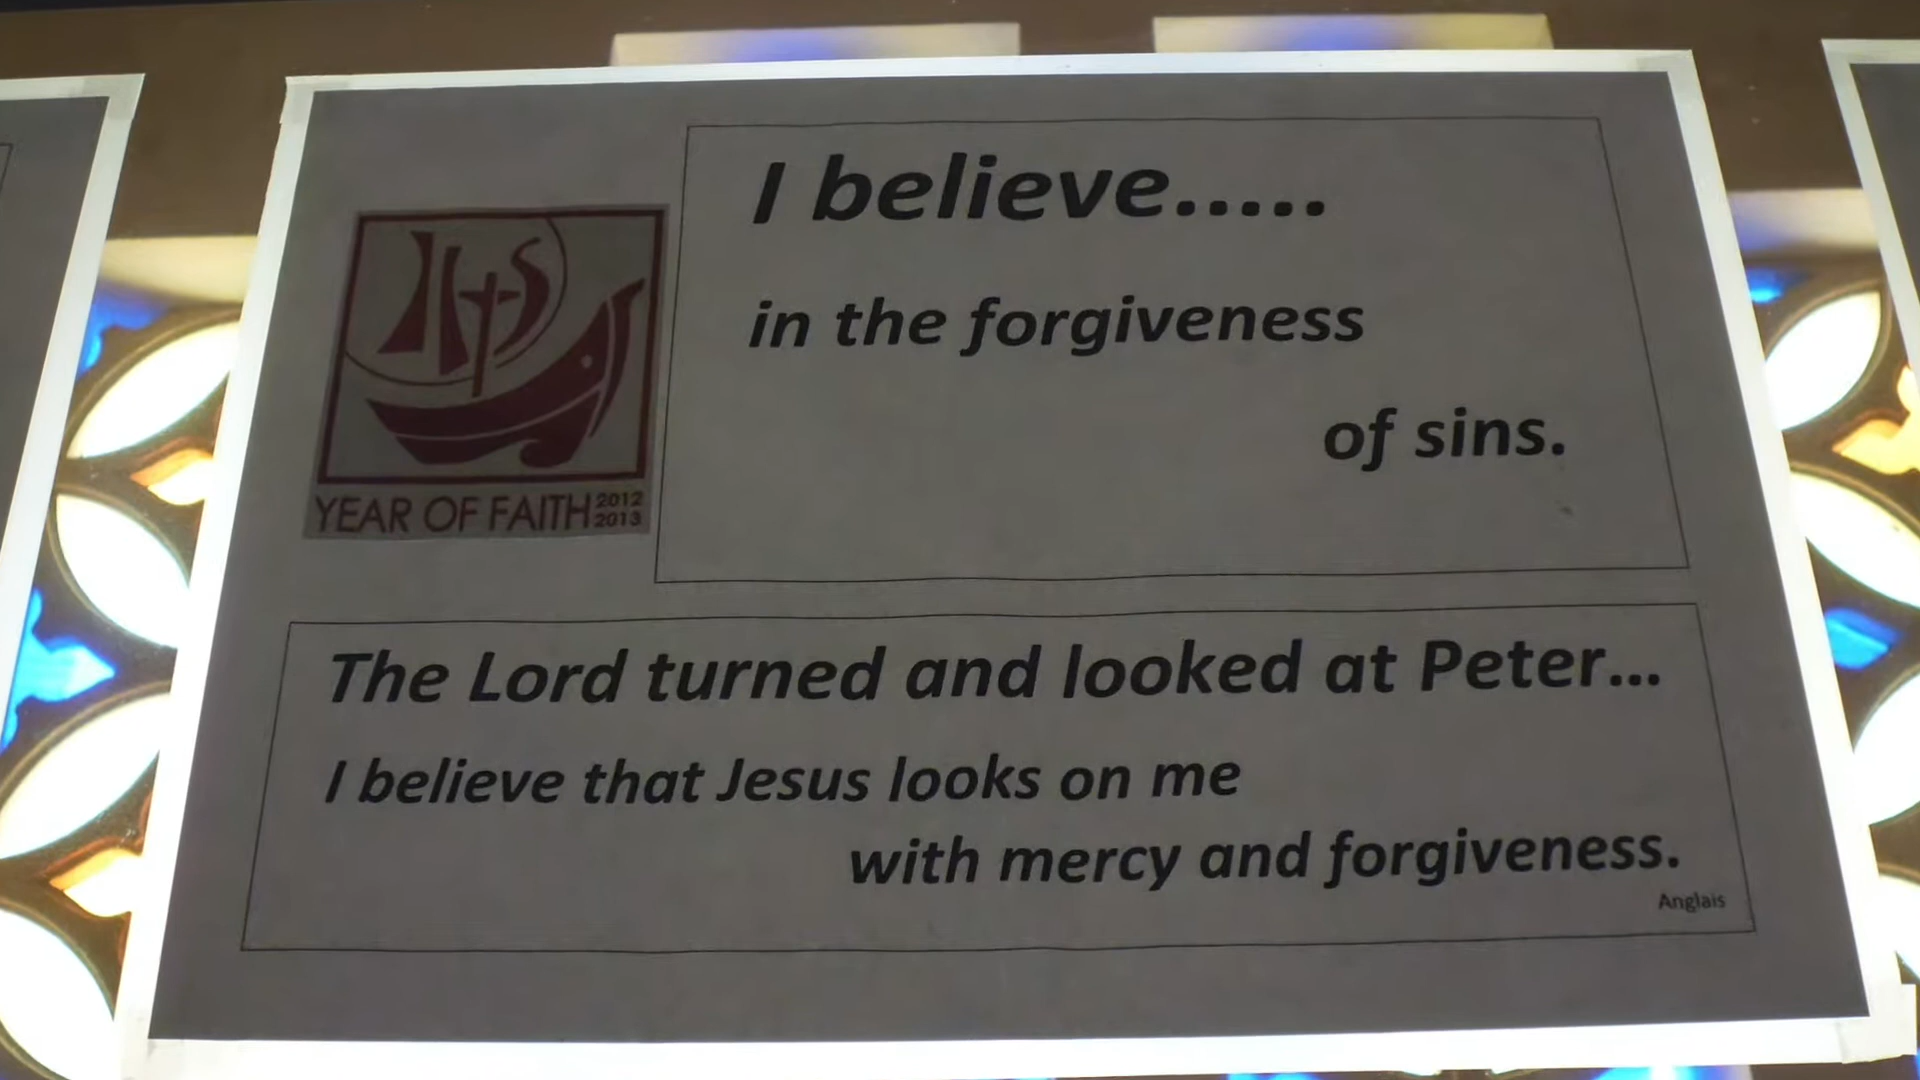 I believe.....
in the forgiveness
of sins.
IHS
YEAR OF FAITH 2012
2013
The Lord turned and looked at Peter...
I believe that Jesus looks on me
with mercy and forgiveness.
Anglais